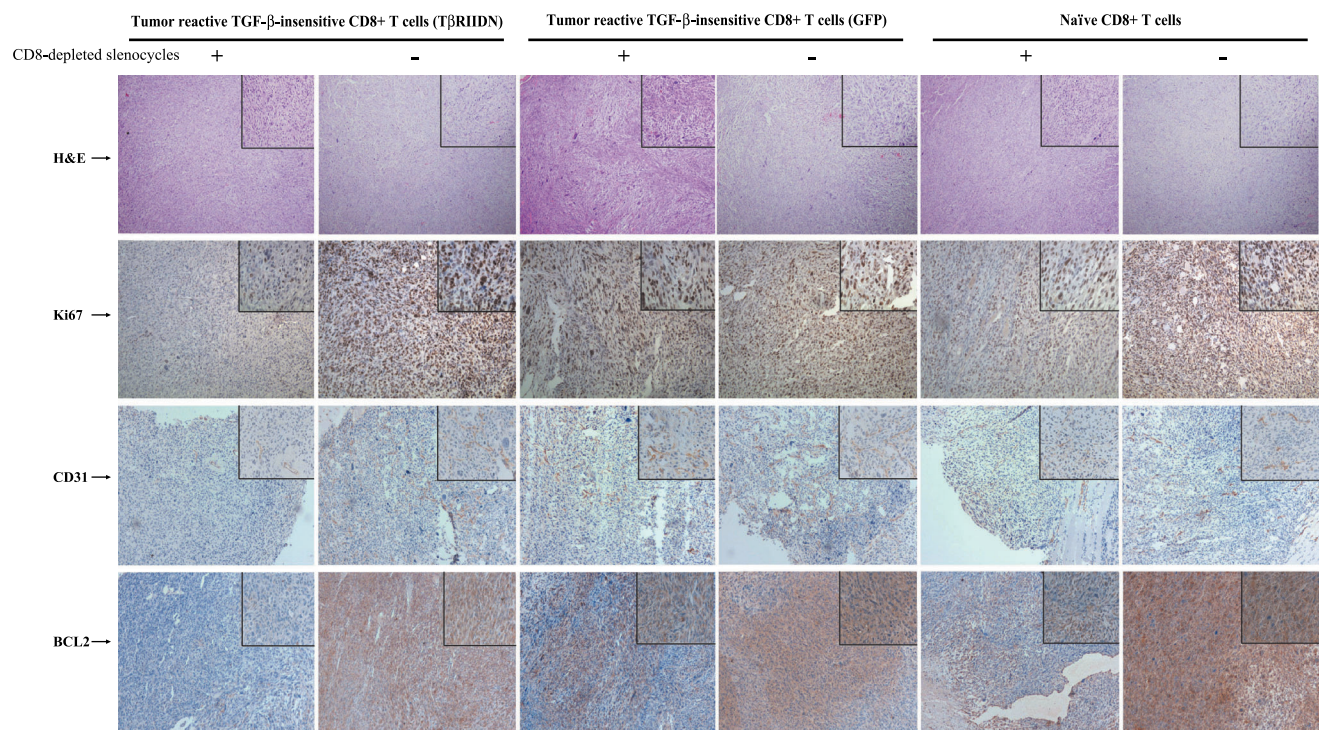 Tumor reactive TGF-β-insensitive CD8+ T cells (TβRIIDN)
Tumor reactive TGF-β-insensitive CD8+ T cells (GFP)
Naïve CD8+ T cells
CD8-depleted slenocycles
+
-
+
-
+
-
H&E
Ki67
CD31
BCL2